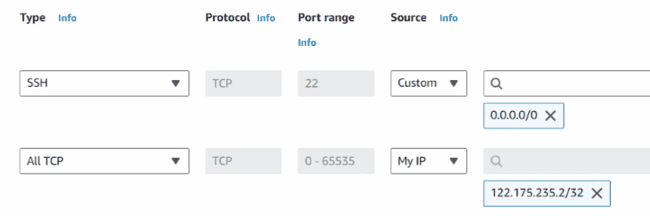 Type Info Protocol Info Port range Source Info
Info
SSH TCP 22 Custom
0.0.0.0/0
All TCP TCP 0 - 65535 My IP
122.175.235.2/32